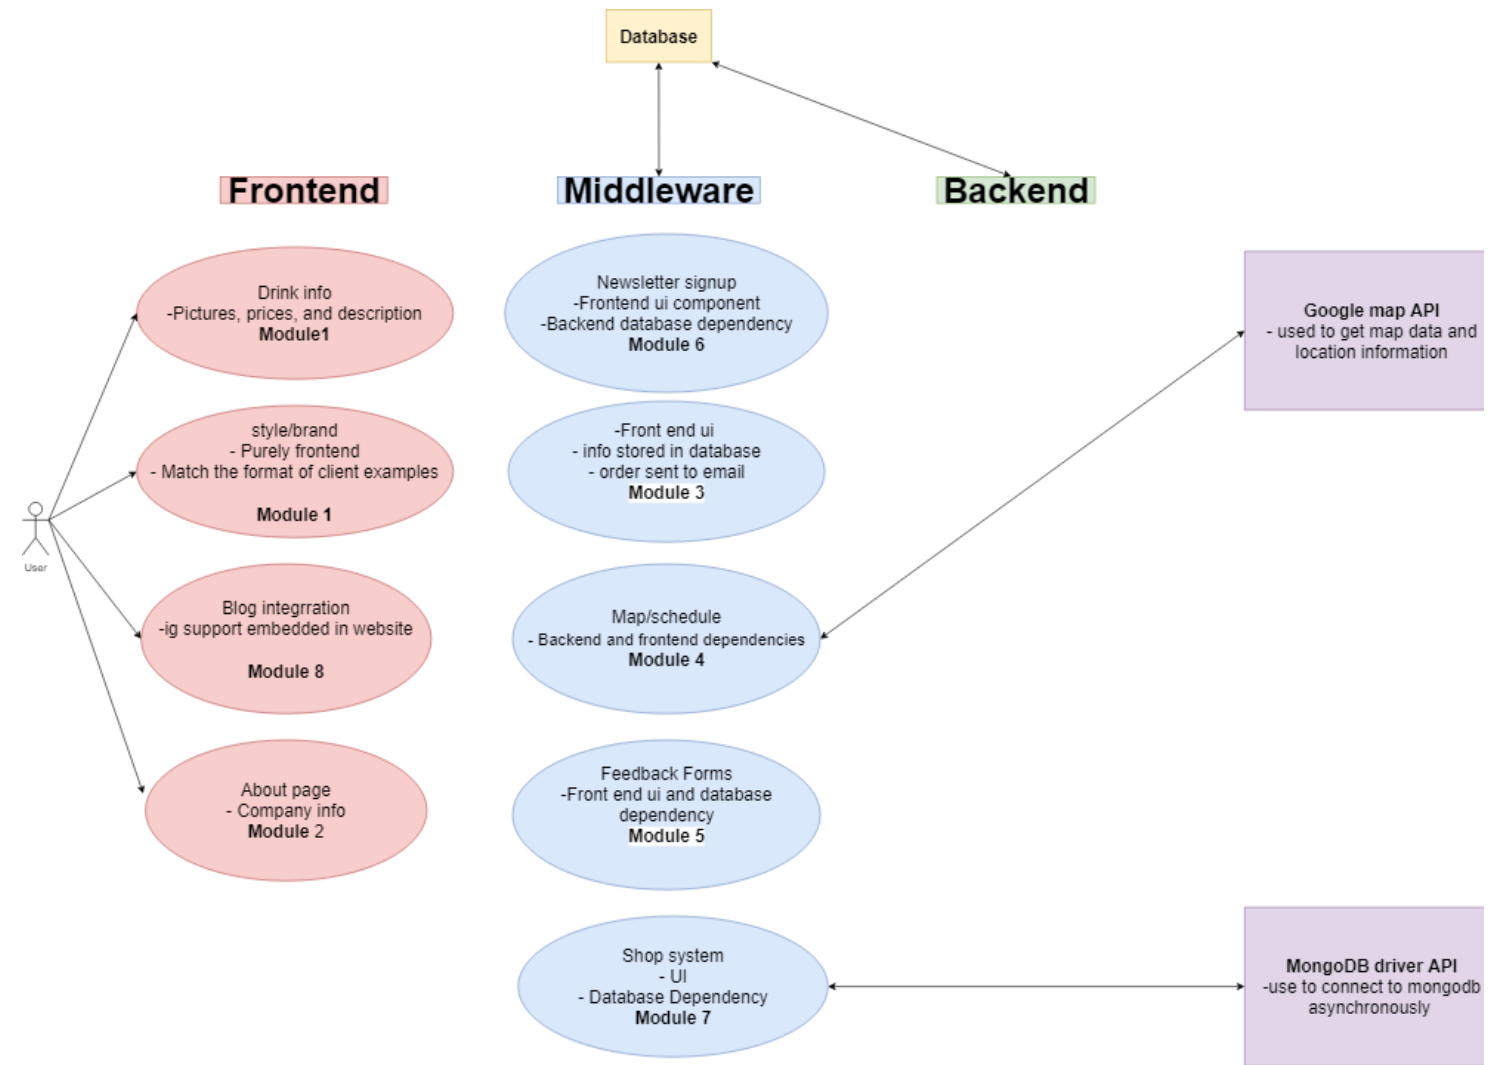 Database
Frontend
Middleware
Backend
Drink info
-Pictures, prices, and description
Module1
style/brand
- Purely frontend
- Match the format of client examples
Module 1
User
Blog integrration
-ig support embedded in website
Module 8
About page
- Company info
Module 2
Newsletter signup
-Frontend ui component
-Backend database dependency
Module 6
-Front end ui
- info stored in database
- order sent to email
Module 3
Map/schedule
- Backend and frontend dependencies
Module 4
Feedback Forms
-Front end ui and database
dependency
Module 5
Shop system
- UI
- Database Dependency
Module 7
Google map API
- used to get map data and
location information
MongoDB driver API
-use to connect to mongodb
asynchronously